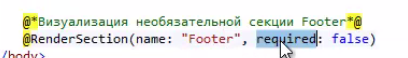 @*Визуализация необязательной секции Footer*@
@RenderSection(name: "Footer", required: false)
/body>